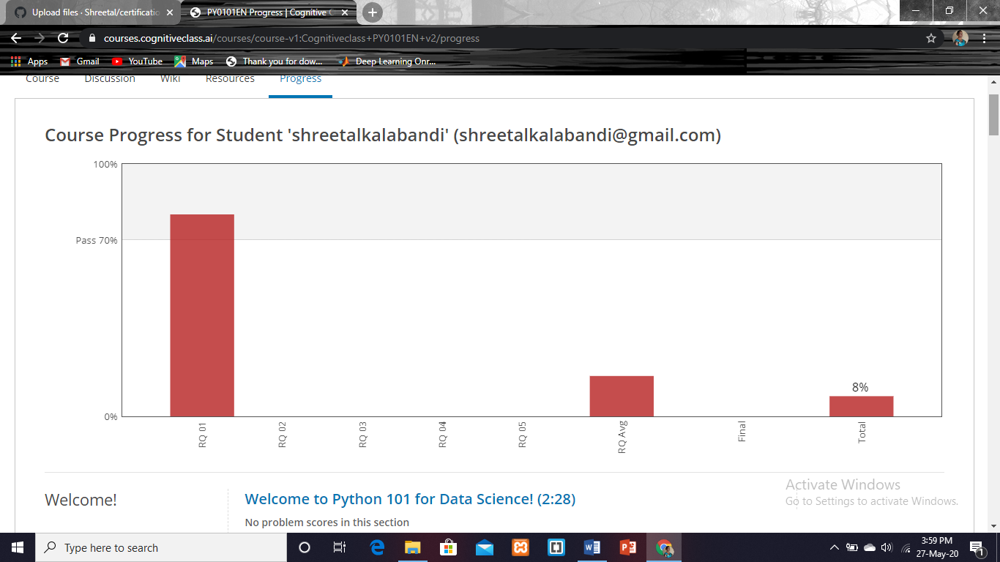 Upload files · Shreetal/certificatio
PY0101EN Progress | Cognitive C
courses.cognitiveclass.ai/courses/course-v1:Cognitiveclass+PY0101EN+v2/progress
Apps Gmail YouTube Maps Thank you for dow... Deep Learning Onr...
Course Discussion Wiki Resources Progress
Course Progress for Student 'shreetalkalabandi' (shreetalkalabandi@gmail.com)
100%
Pass 70%
8%
0%
RQ 01 RQ 02 RQ 03 RQ 04 RQ 05 RQ Avg Final Total
Welcome!
Welcome to Python 101 for Data Science! (2:28)
No problem scores in this section
Activate Windows
Go to Settings to activate Windows.
Type here to search
3:59 PM
27-May-20
1